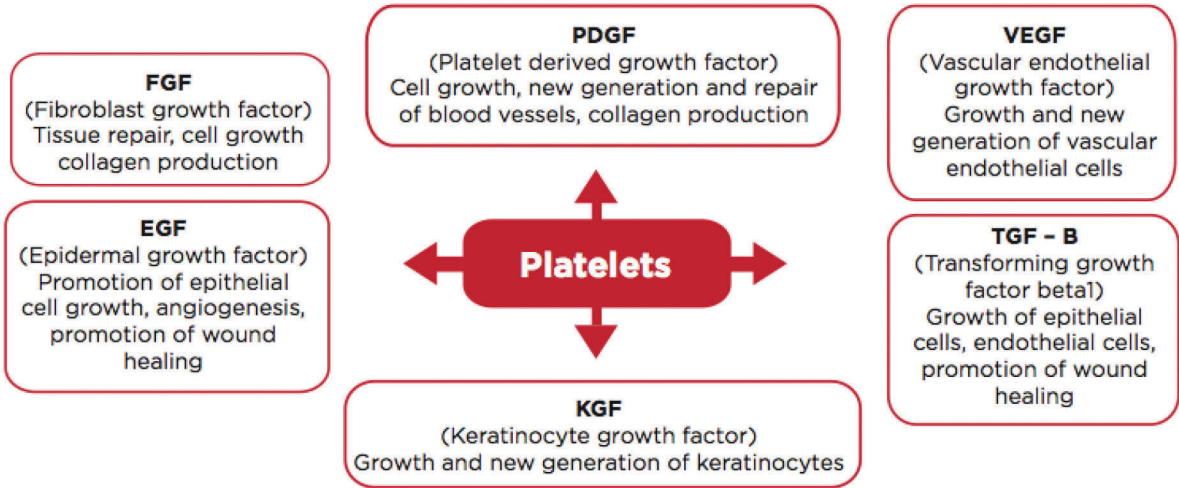 FGF
(Fibroblast growth factor)
Tissue repair, cell growth
collagen production
PDGF
(Platelet derived growth factor)
Cell growth, new generation and repair
of blood vessels, collagen production
VEGF
(Vascular endothelial
growth factor)
Growth and new
generation of vascular
endothelial cells
EGF
(Epidermal growth factor)
Promotion of epithelial
cell growth, angiogenesis,
promotion of wound
healing
Platelets
TGF – B
(Transforming growth
factor beta1)
Growth of epithelial
cells, endothelial cells,
promotion of wound
healing
KGF
(Keratinocyte growth factor)
Growth and new generation of keratinocytes